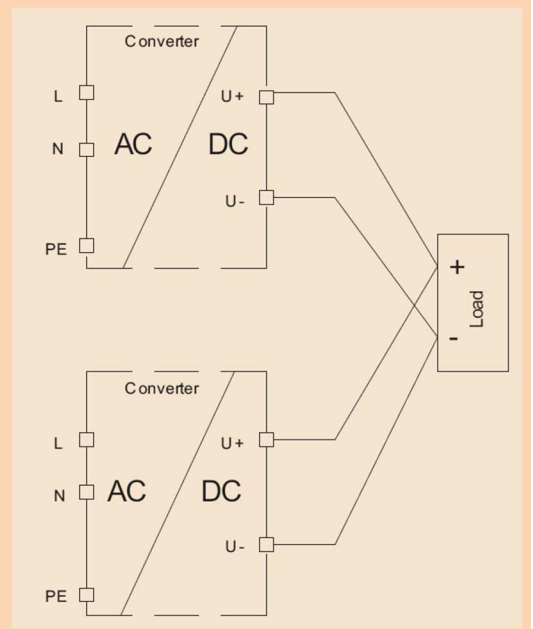 Converter
L
U+
N
AC
DC
U-
PE
+
Load
-
Converter
L
U+
N
AC
DC
U-
PE